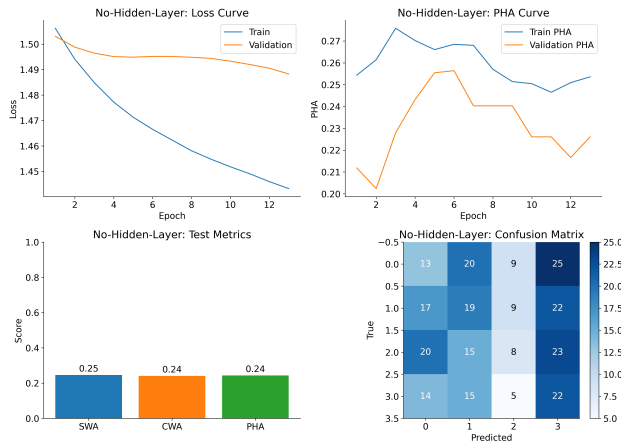 No-Hidden-Layer: Loss Curve
1.50
1.49
1.48
1.47
1.46
1.45
Loss
2 4 6 8 10 12
Epoch
Train
Validation
No-Hidden-Layer: PHA Curve
0.27
0.26
0.25
0.24
0.23
0.22
0.21
0.20
PHA
2 4 6 8 10 12
Epoch
Train PHA
Validation PHA
No-Hidden-Layer: Test Metrics
1.0
0.8
0.6
0.4
0.2
0.0
Score
0.25 0.24 0.24
SWA CWA PHA
No-Hidden-Layer: Confusion Matrix
−0.5
0.0
0.5
1.0
1.5
2.0
2.5
3.0
3.5
True
13 20 9 25
17 19 9 22
20 15 8 23
14 15 5 22
0 1 2 3
Predicted
25.0
22.5
20.0
17.5
15.0
12.5
10.0
7.5
5.0